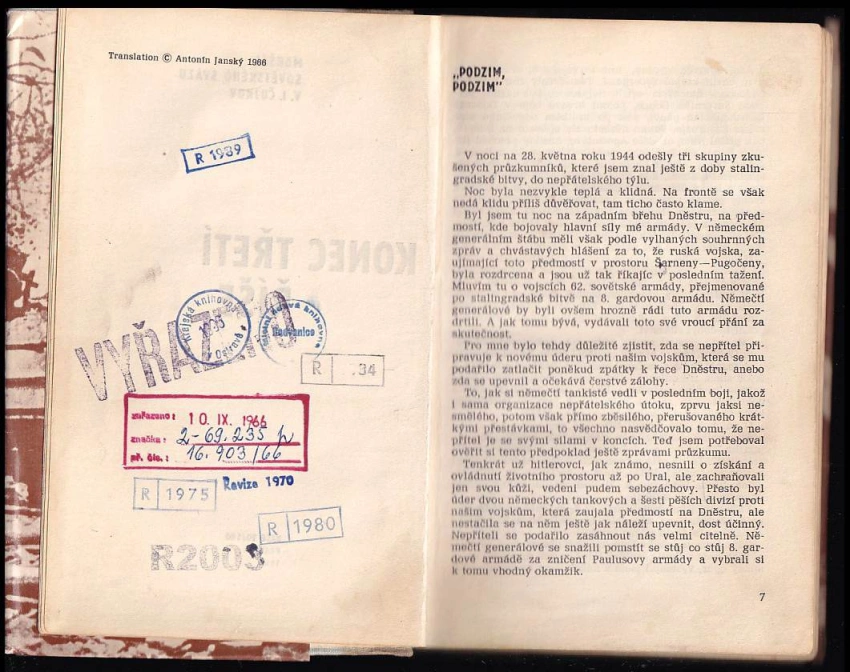 Translation © Antonín Janský 1966
R 1989
Krajská knihovna
Ostrava
knihovna
Radvanice
VYŘAZENO
R .34
zařazeno: 10. IX. 1966
značka: 2-69.235 p
př. čís.: 16.903/66
R 1975
Revize 1970
R 1980
R2003
„PODZIM,
PODZIM"
V noci na 28. května roku 1944 odešly tři skupiny zku-
šených průzkumníků, které jsem znal ještě z doby stalin-
gradské bitvy, do nepřátelského týlu.
Noc byla nezvykle teplá a klidná. Na frontě se však
nedá klidu příliš důvěřovat, tam ticho často klame.
Byl jsem tu noc na západním břehu Dněstru, na před-
mostí, kde bojovaly hlavní síly mé armády. V německém
generálním štábu měli však podle vylhaných souhrnných
zpráv a chvástavých hlášení za to, že ruská vojska, za-
ujímající toto předmostí v prostoru Šarneny—Pugočeny,
byla rozdrcena a jsou už tak říkajíc v posledním tažení.
Mluvím tu o vojscích 62. sovětské armády, přejmenované
po stalingradské bitvě na 8. gardovou armádu. Němečtí
generálové by byli ovšem hrozně rádi tuto armádu roz-
drtili. A jak tomu bývá, vydávali toto své vroucí přání za
skutečnost.
Pro mne bylo tehdy důležité zjistit, zda se nepřítel při-
pravuje k novému úderu proti našim vojskům, která se mu
podařilo zatlačit poněkud zpátky k řece Dněstru, anebo
zda se upevnil a očekává čerstvé zálohy.
To, jak si němečtí tankisté vedli v posledním boji, jakož
i sama organizace nepřátelského útoku, zprvu jaksi ne-
smělého, potom však přímo zběsilého, přerušovaného krát-
kými přestávkami, to všechno nasvědčovalo tomu, že ne-
přítel je se svými silami v koncích. Teď jsem potřeboval
ověřit si tento předpoklad ještě zprávami průzkumu.
Tenkrát už hitlerovci, jak známo, nesnili o získání a
ovládnutí životního prostoru až po Ural, ale zachraňovali
jen svou kůži, vedeni pudem sebezáchovy. Přesto byl
úder dvou německých tankových a šesti pěších divizí proti
našim vojskům, která zaujala předmostí na Dněstru, ale
nestačila se na něm ještě jak náleží upevnit, dost účinný.
Nepříteli se podařilo zasáhnout nás velmi citelně. Ně-
mečtí generálové se snažili pomstít se stůj co stůj 8. gar-
dové armádě za zničení Paulusovy armády a vybrali si
k tomu vhodný okamžik.
7